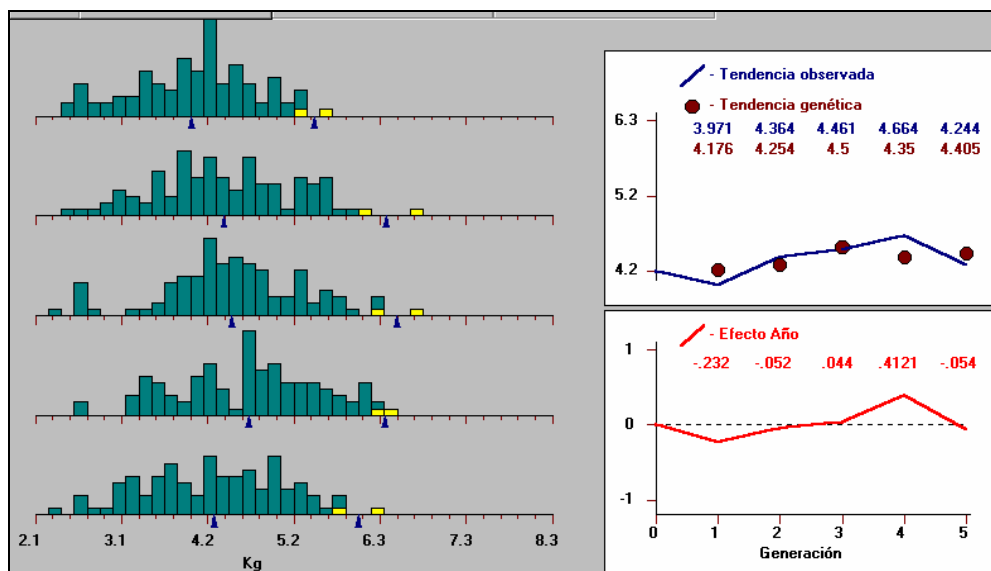 2.1 3.1 4.2 5.2 6.3 7.3 8.3
Kg
- Tendencia observada
- Tendencia genética
6.3
3.971 4.364 4.461 4.664 4.244
4.176 4.254 4.5 4.35 4.405
5.2
4.2
- Efecto Año
1
-.232 -.052 .044 .4121 -.054
0
-1
0 1 2 3 4 5
Generación